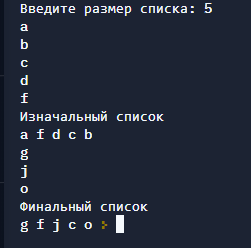 Введите размер списка: 5
a
b
c
d
f
Изначальный список
a f d c b
g
j
o
Финальный список
g f j c o >